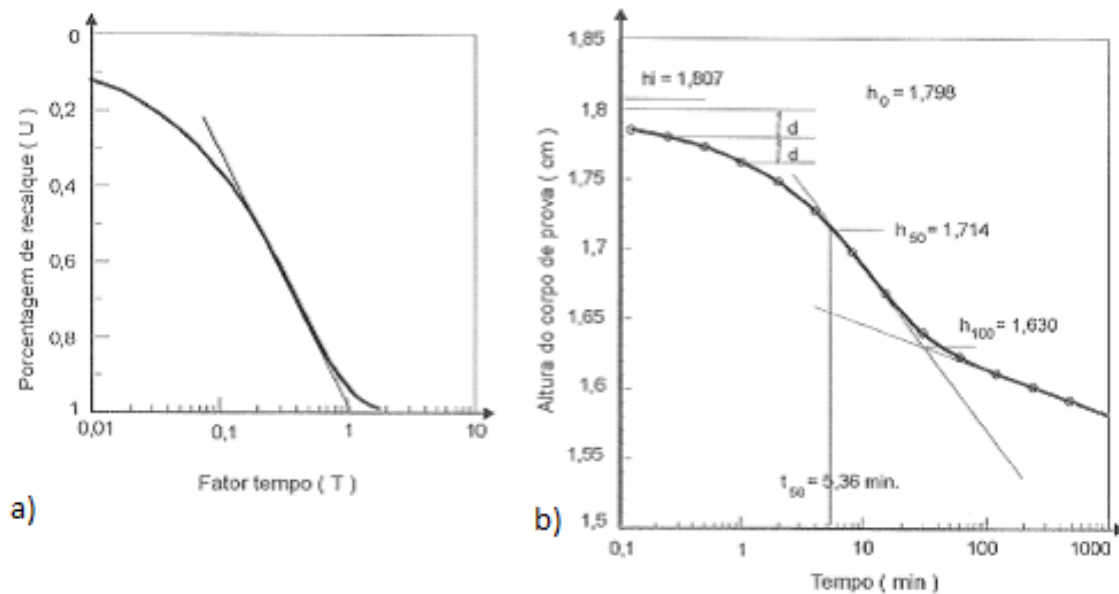 0
0,2
0,4
0,6
0,8
1
Porcentagem de recalque ( U )
0,01
0,1
1
10
Fator tempo ( T )
a)
1,85
1,8
1,75
1,7
1,65
1,6
1,55
1,5
Altura do corpo de prova ( cm )
hi = 1,807
h0 = 1,798
d
d
h50 = 1,714
h100 = 1,630
t50 = 5,36 min.
0,1
1
10
100
1000
Tempo ( min )
b)